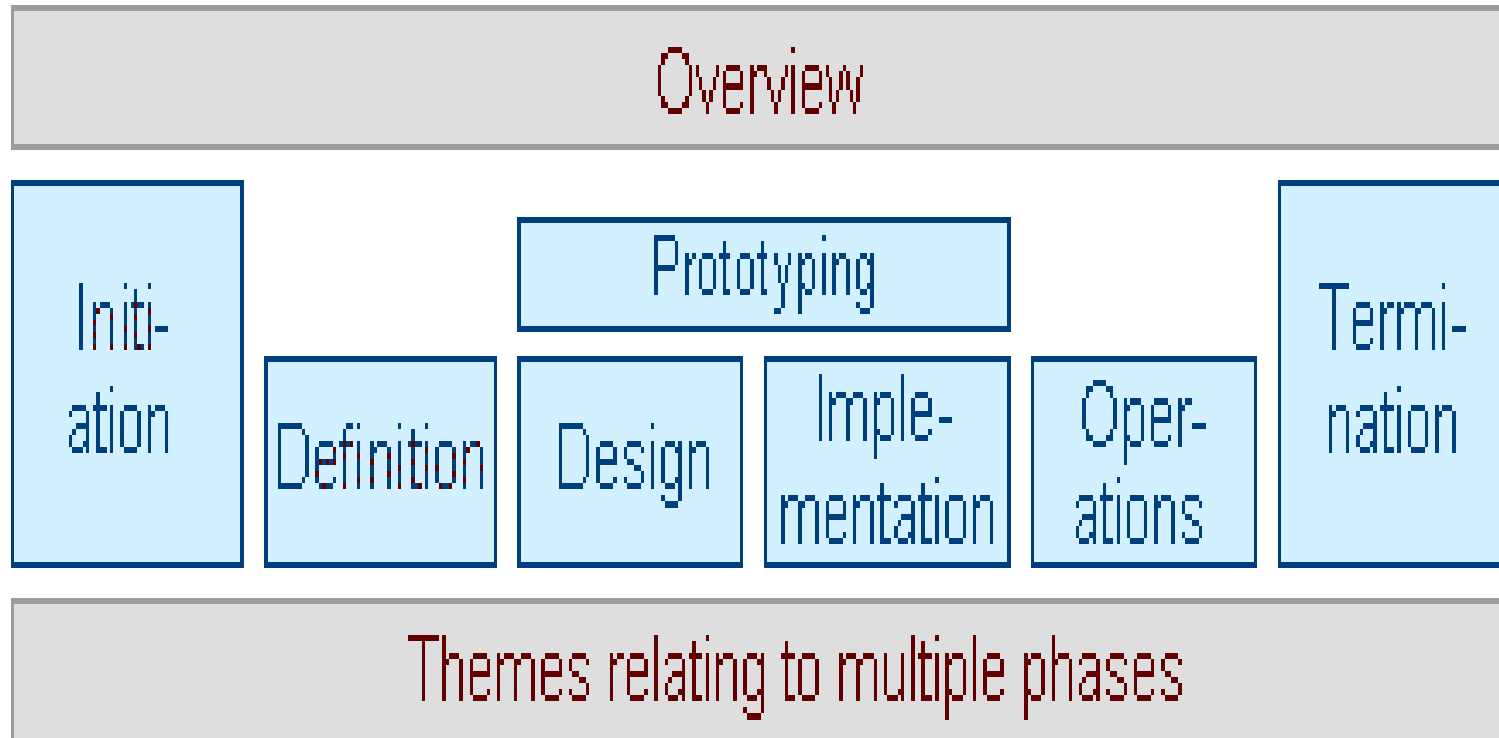 Overview
Initi-
ation
Prototyping
Definition
Design
Imple-
mentation
Oper-
ations
Termi-
nation
Themes relating to multiple phases